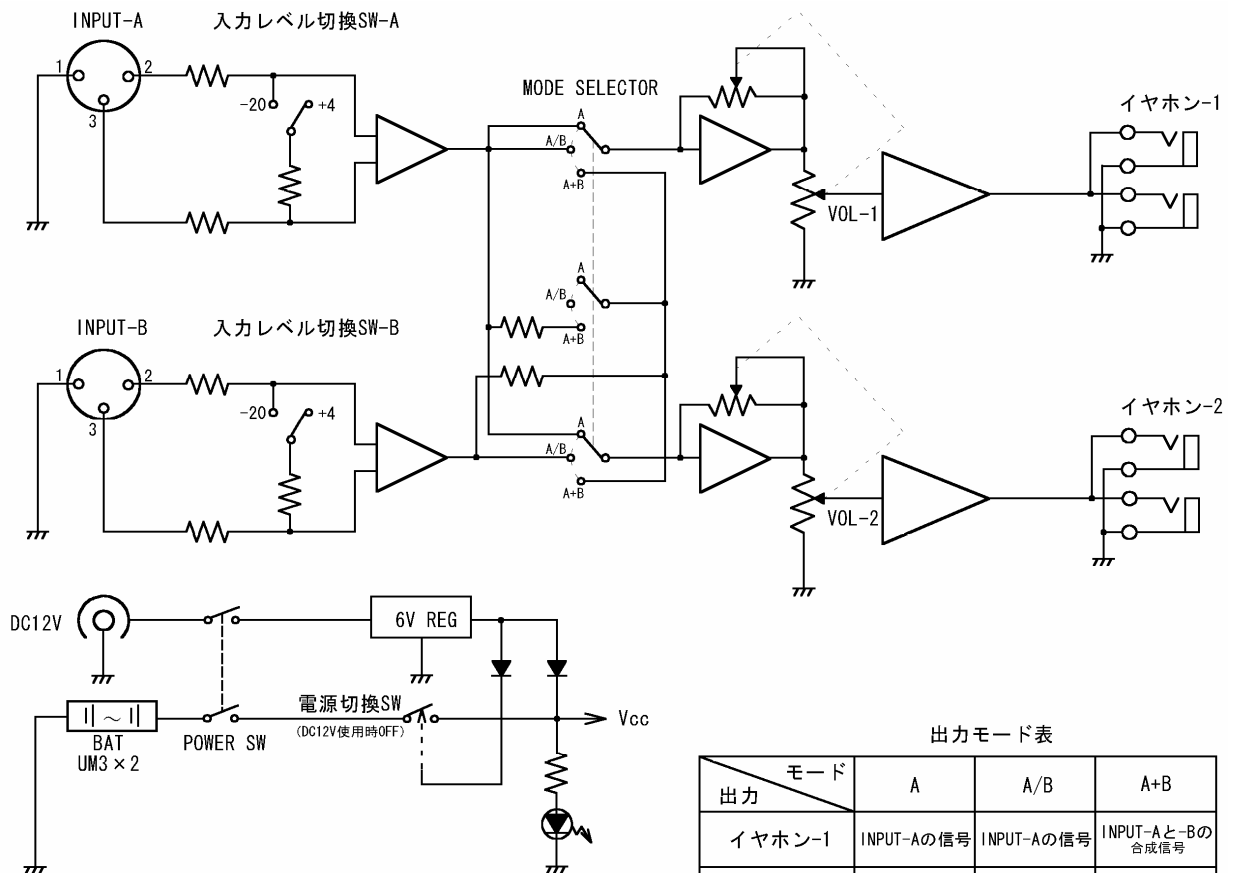 INPUT-A
入力レベル切換SW-A
1
2
3
-20
+4
MODE SELECTOR
A
A/B
A+B
VOL-1
イヤホン-1
A
A/B
A+B
INPUT-B
入力レベル切換SW-B
1
2
3
-20
+4
A
A/B
A+B
VOL-2
イヤホン-2
DC12V
6V REG
電源切換SW
(DC12V使用時OFF)
Vcc
BAT
UM3×2
POWER SW
出力モード表
モード
出力
A
A/B
A+B
イヤホン-1
INPUT-Aの信号
INPUT-Aの信号
INPUT-Aと-Bの
合成信号